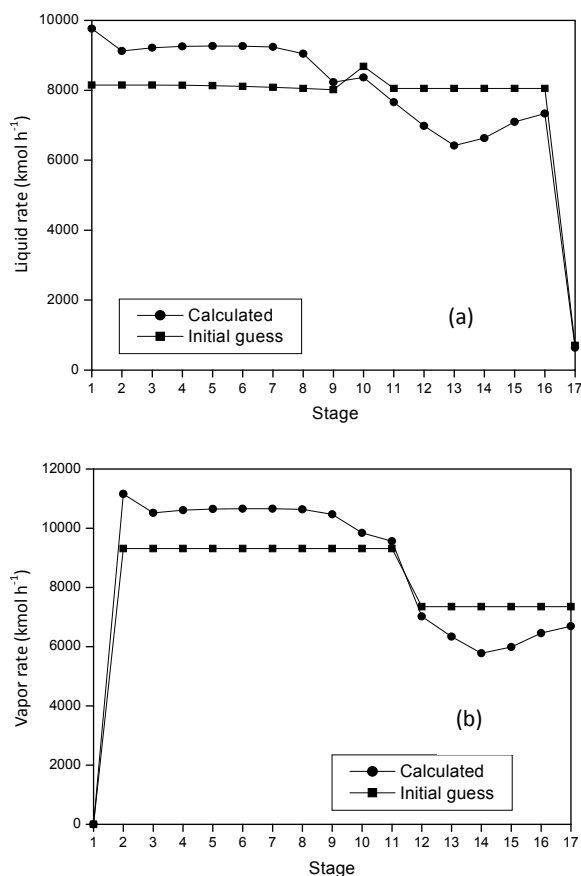 10000
8000
6000
4000
2000
0
Liquid rate (kmol h⁻¹)
Calculated
Initial guess
(a)
1 2 3 4 5 6 7 8 9 10 11 12 13 14 15 16 17
Stage
12000
10000
8000
6000
4000
2000
0
Vapor rate (kmol h⁻¹)
(b)
Calculated
Initial guess
1 2 3 4 5 6 7 8 9 10 11 12 13 14 15 16 17
Stage